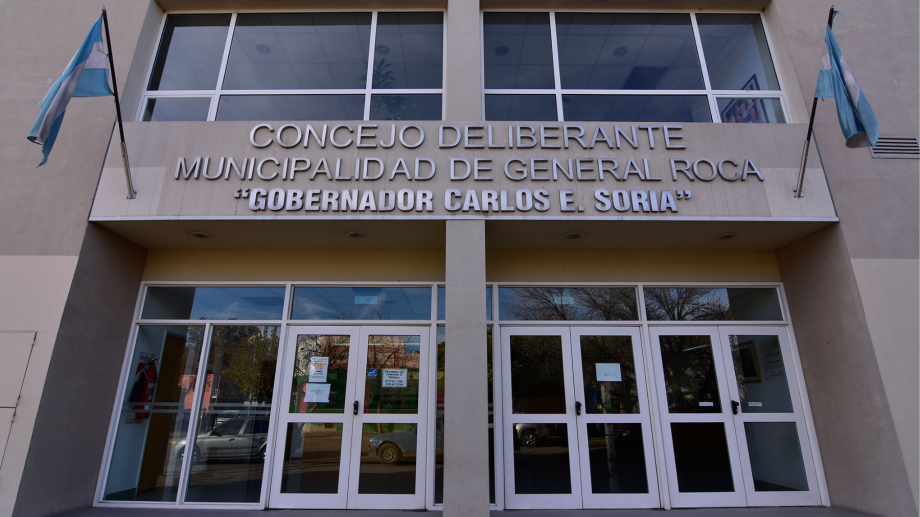 CONCEJO DELIBERANTE
MUNICIPALIDAD DE GENERAL ROCA
“GOBERNADOR CARLOS E. SORIA”